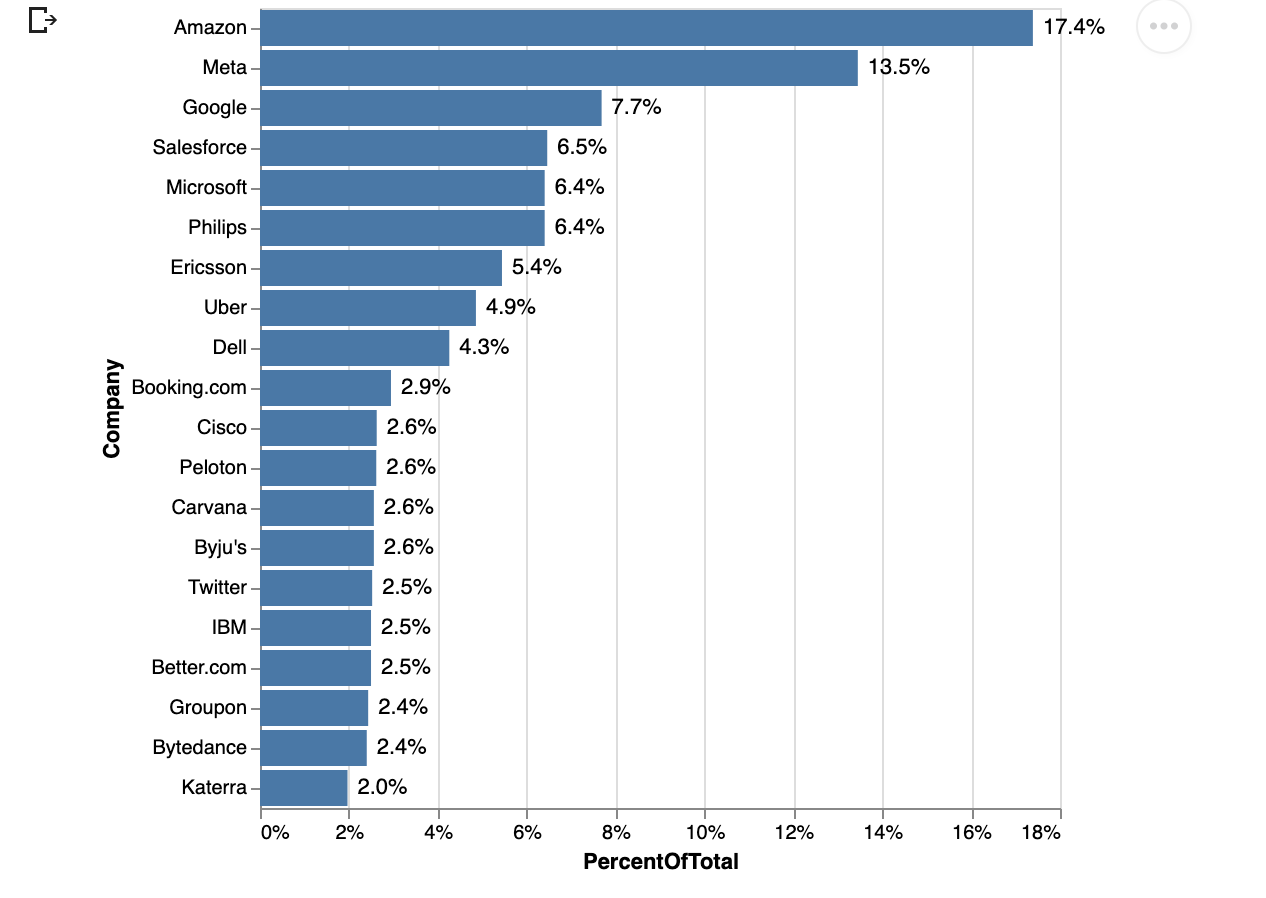 Amazon 17.4%
Meta 13.5%
Google 7.7%
Salesforce 6.5%
Microsoft 6.4%
Philips 6.4%
Ericsson 5.4%
Uber 4.9%
Dell 4.3%
Booking.com 2.9%
Cisco 2.6%
Peloton 2.6%
Carvana 2.6%
Byju's 2.6%
Twitter 2.5%
IBM 2.5%
Better.com 2.5%
Groupon 2.4%
Bytedance 2.4%
Katerra 2.0%
Company
0% 2% 4% 6% 8% 10% 12% 14% 16% 18%
PercentOfTotal